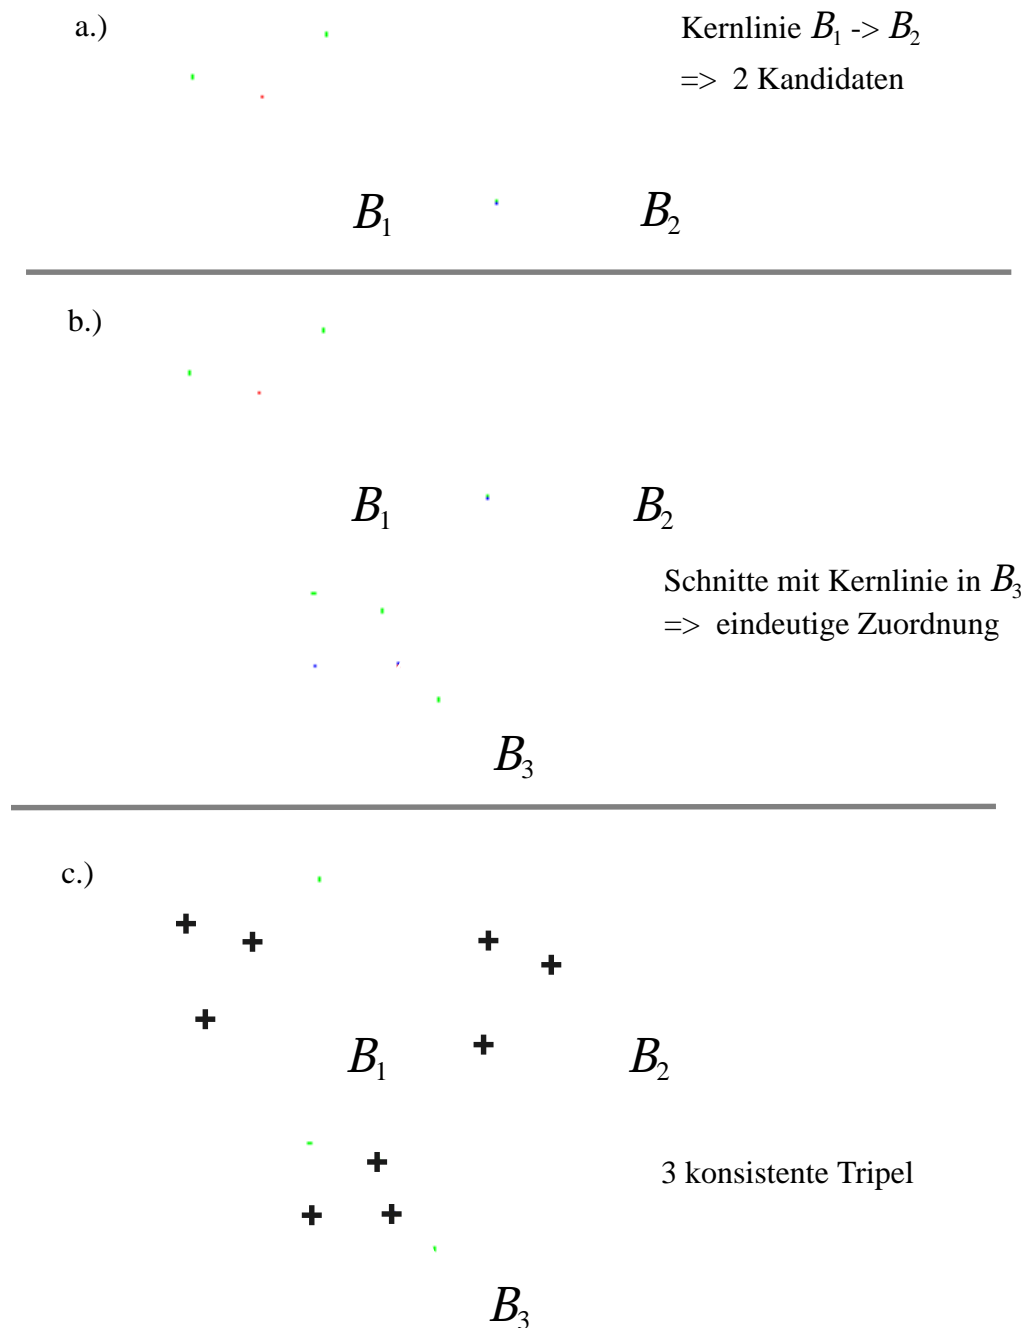 a.)
Kernlinie B₁ -> B₂
=> 2 Kandidaten
B₁
B₂
b.)
B₁
B₂
Schnitte mit Kernlinie in B₃
=> eindeutige Zuordnung
B₃
c.)
B₁
B₂
3 konsistente Tripel
B₃